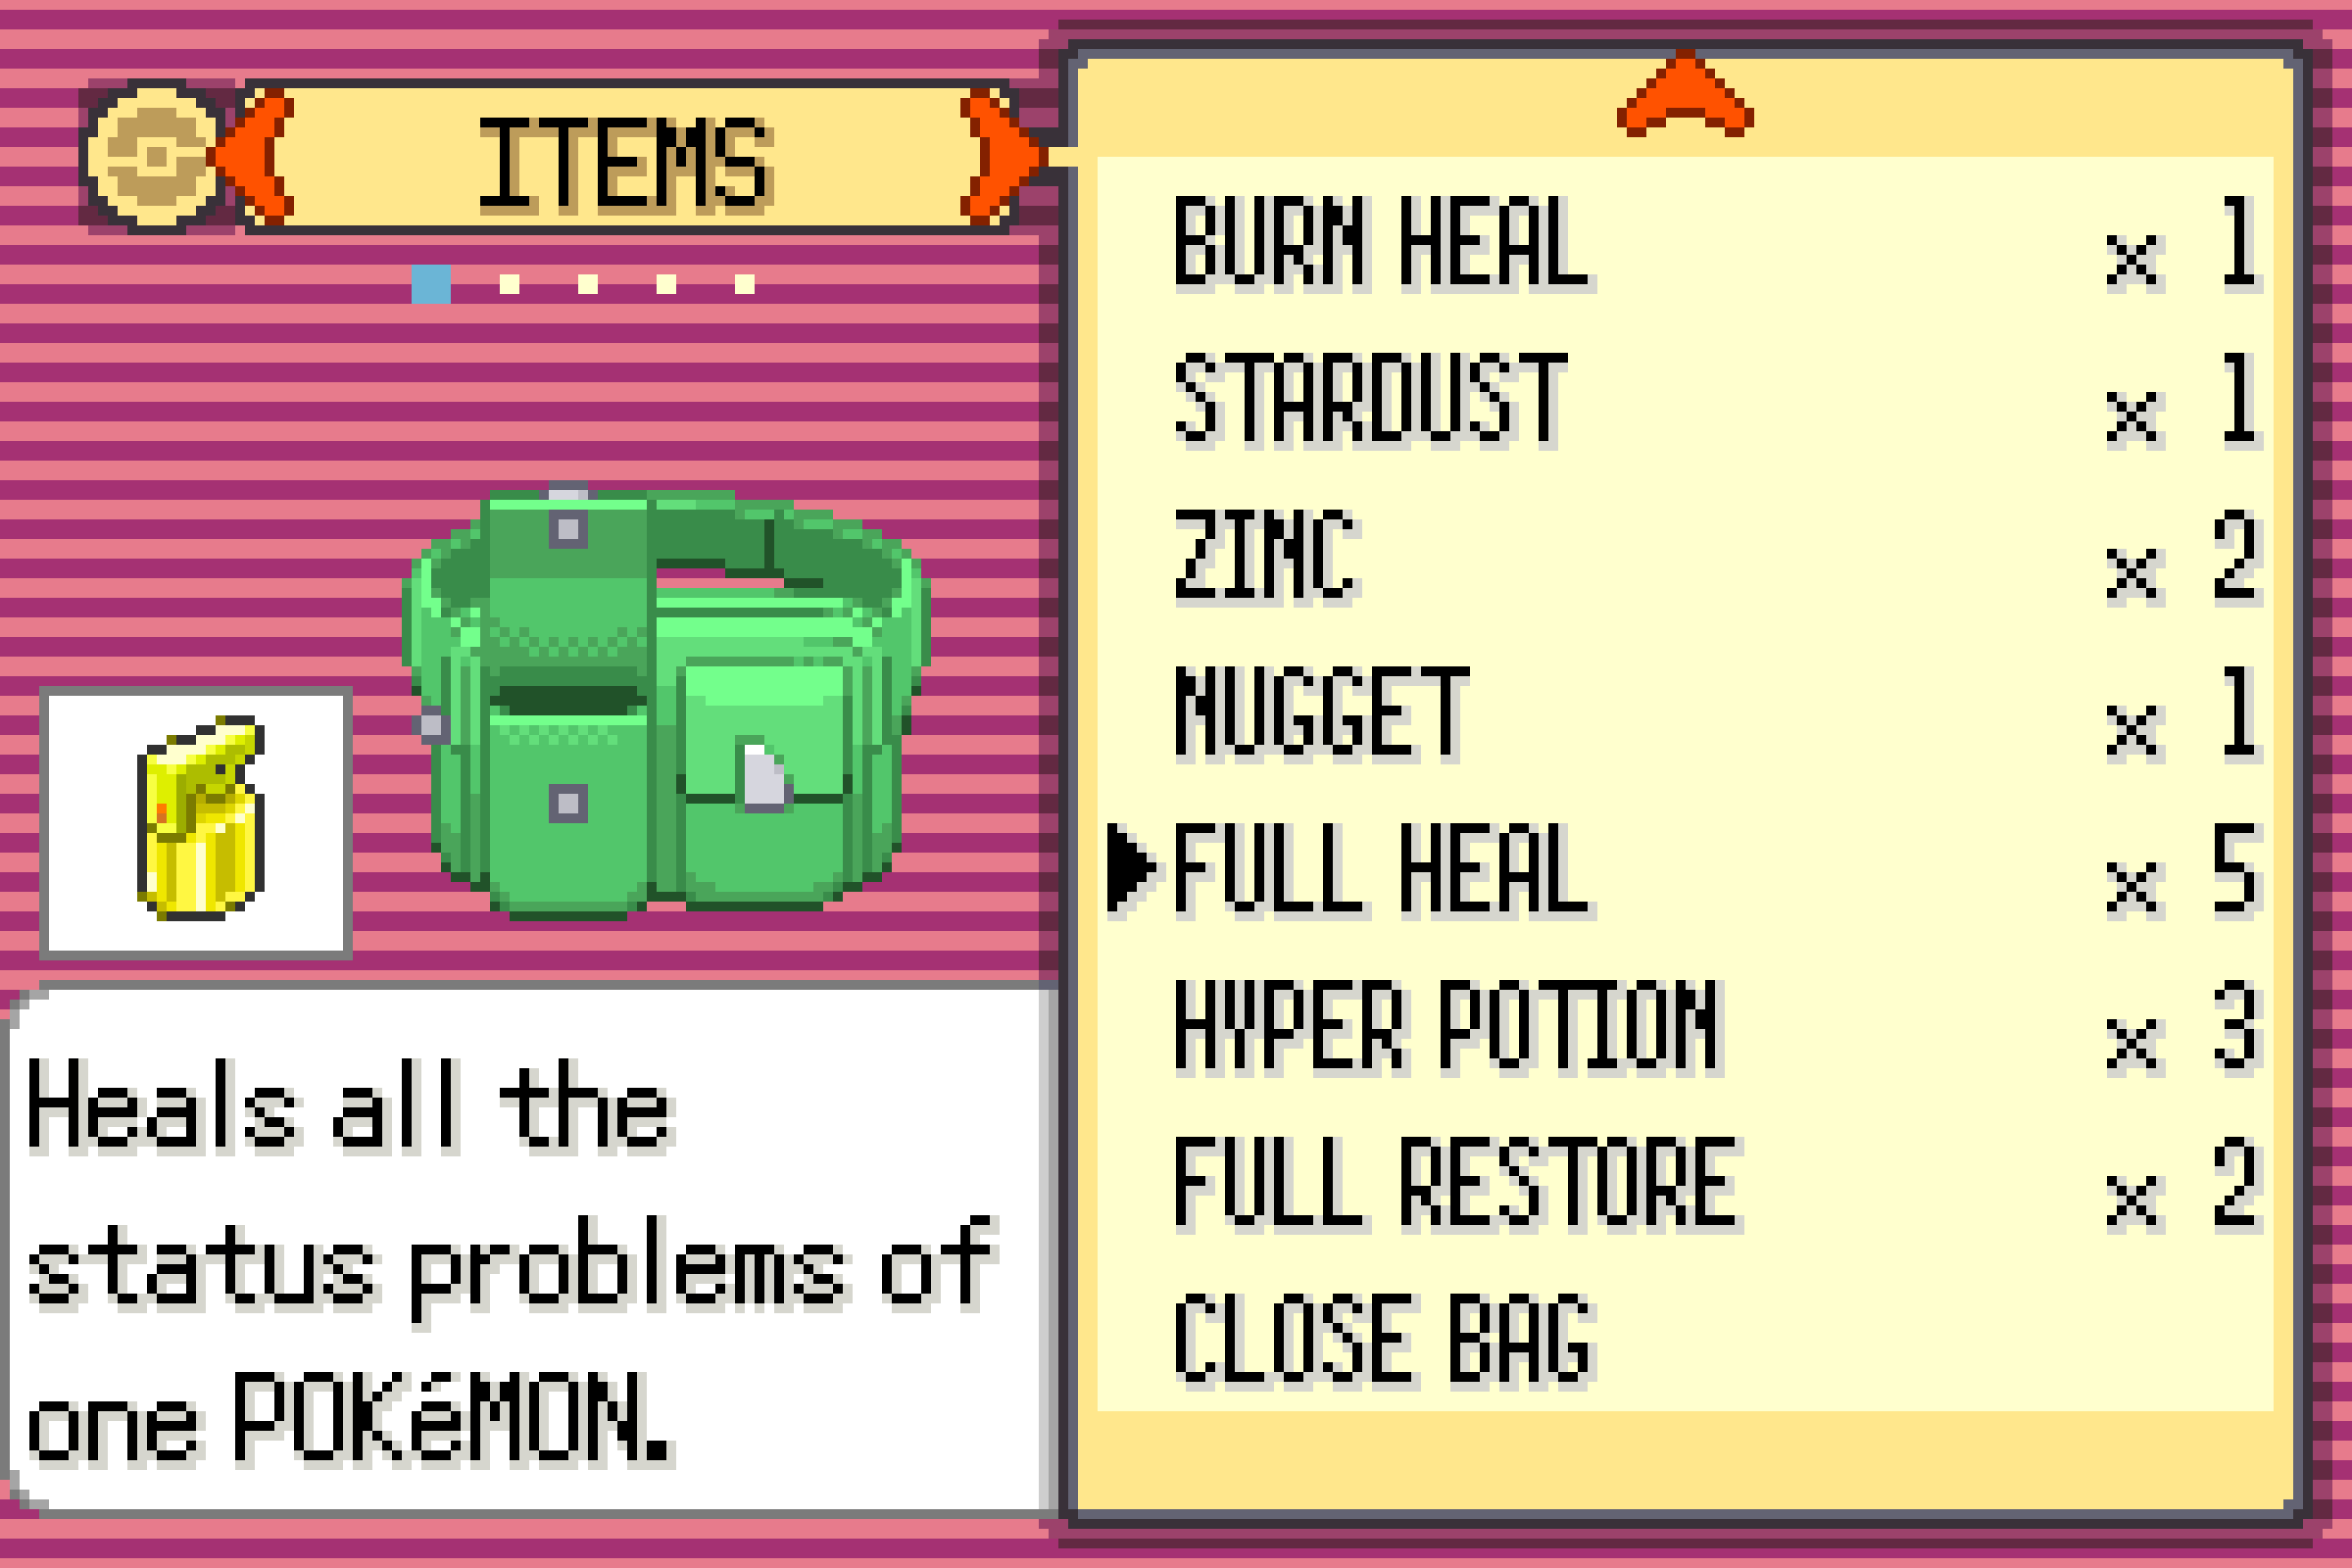 ITEMS
BURN HEAL × 1
STARDUST × 1
ZINC × 2
NUGGET × 1
FULL HEAL × 5
HYPER POTION × 3
FULL RESTORE × 2
CLOSE BAG
Heals all the
status problems of
one POKéMON.